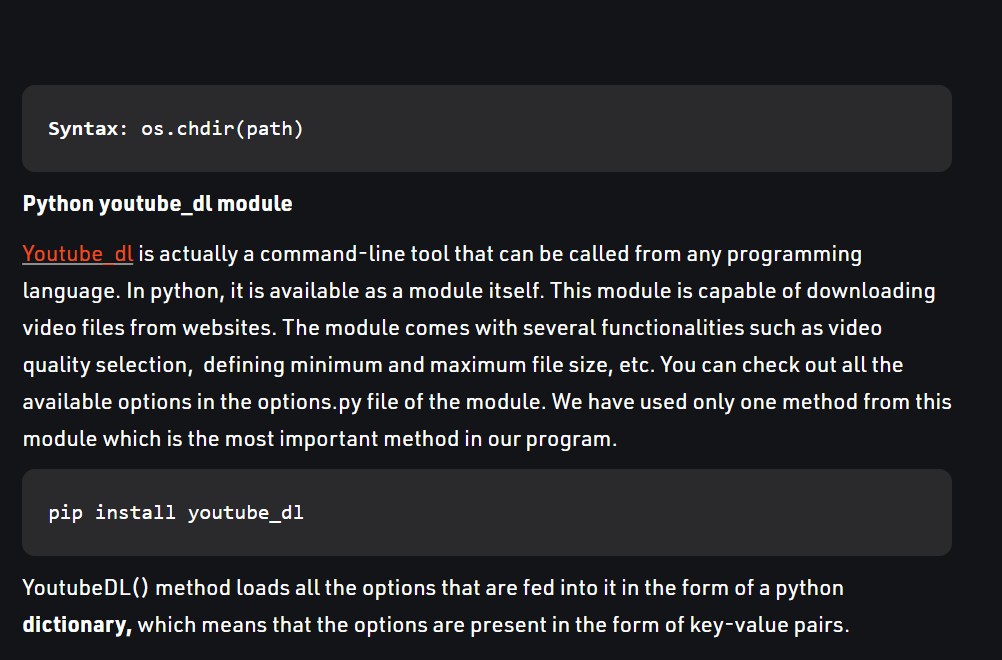 Syntax: os.chdir(path)
Python youtube_dl module
Youtube_dl is actually a command-line tool that can be called from any programming
language. In python, it is available as a module itself. This module is capable of downloading
video files from websites. The module comes with several functionalities such as video
quality selection,  defining minimum and maximum file size, etc. You can check out all the
available options in the options.py file of the module. We have used only one method from this
module which is the most important method in our program.
pip install youtube_dl
YoutubeDL() method loads all the options that are fed into it in the form of a python
dictionary, which means that the options are present in the form of key-value pairs.